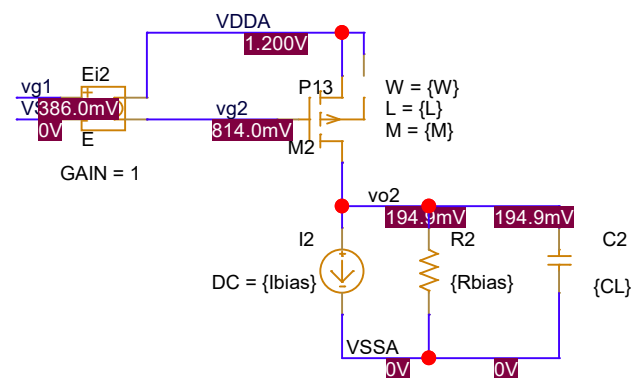 VDDA
1.200V
Ei2
vg1
386.0mV
0V
E
GAIN = 1
vg2
814.0mV
P13
M2
W = {W}
L = {L}
M = {M}
vo2
194.9mV
194.9mV
I2
DC = {Ibias}
R2
{Rbias}
C2
{CL}
VSSA
0V
0V